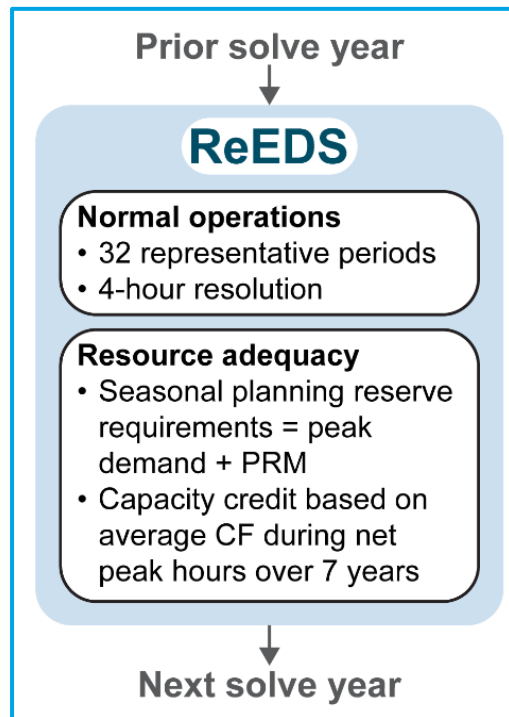 Prior solve year
ReEDS
Normal operations
• 32 representative periods
• 4-hour resolution
Resource adequacy
• Seasonal planning reserve
requirements = peak
demand + PRM
• Capacity credit based on
average CF during net
peak hours over 7 years
Next solve year